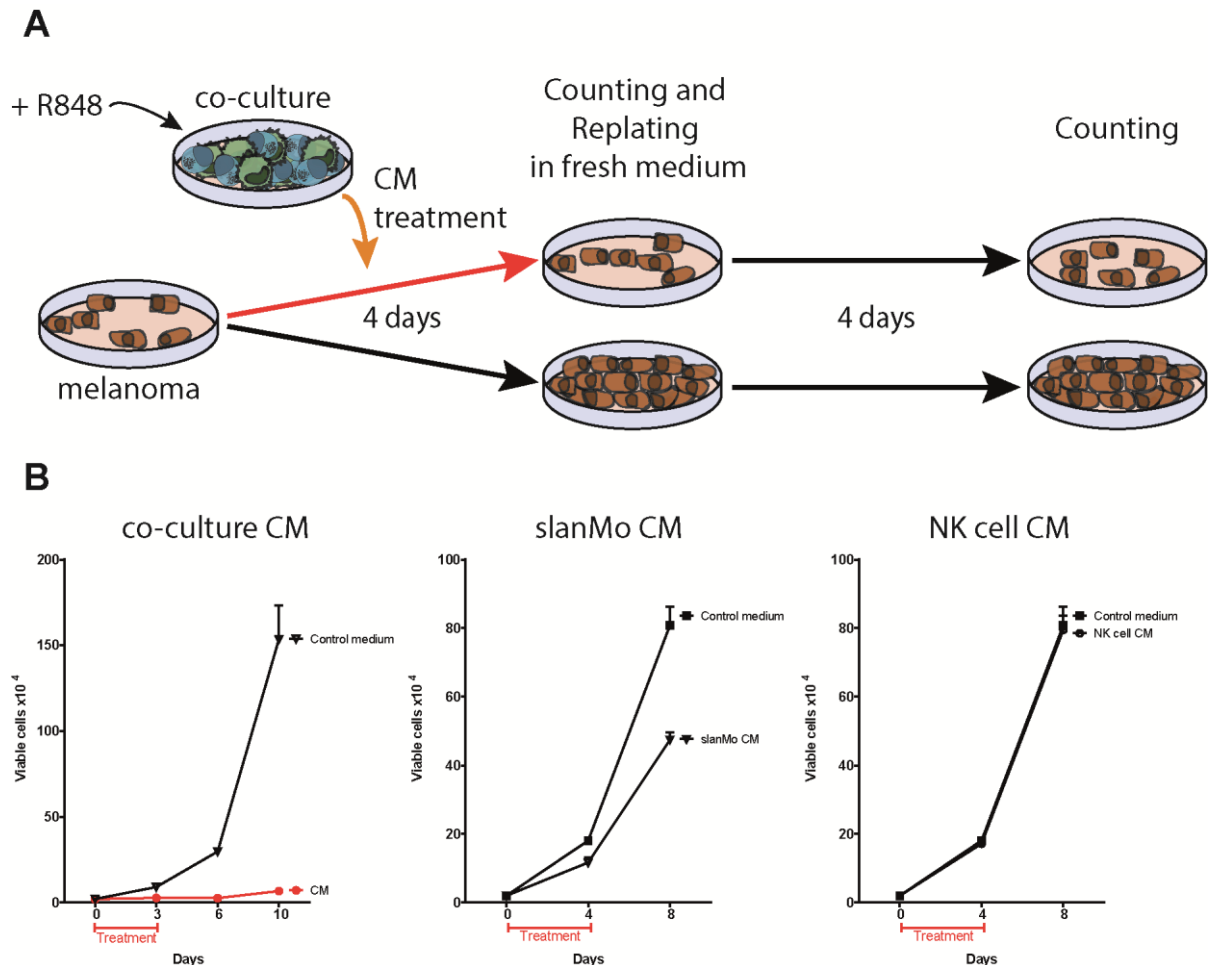 A
+ R848
co-culture
CM
treatment
Counting and
Replating
in fresh medium
Counting
4 days
4 days
melanoma
B
co-culture CM
slanMo CM
NK cell CM
200
150
100
50
0
Viable cells x10⁻⁴
Control medium
CM
0 3 6 10
Treatment
Days
100
80
60
40
20
0
Viable cells x10⁻⁴
Control medium
slanMo CM
0 4 8
Treatment
Days
100
80
60
40
20
0
Viable cells x10⁻⁴
Control medium
NK cell CM
0 4 8
Treatment
Days